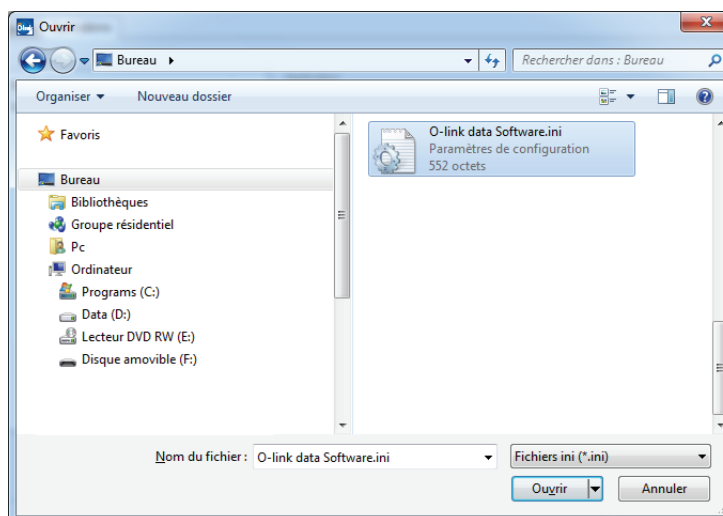 Ouvrir
Bureau
Rechercher dans : Bureau
Organiser
Nouveau dossier
Favoris
Bureau
Bibliothèques
Groupe résidentiel
Pc
Ordinateur
Programs (C:)
Data (D:)
Lecteur DVD RW (E:)
Disque amovible (F:)
O-link data Software.ini
Paramètres de configuration
552 octets
Nom du fichier : O-link data Software.ini
Fichiers ini (*.ini)
Ouvrir
Annuler